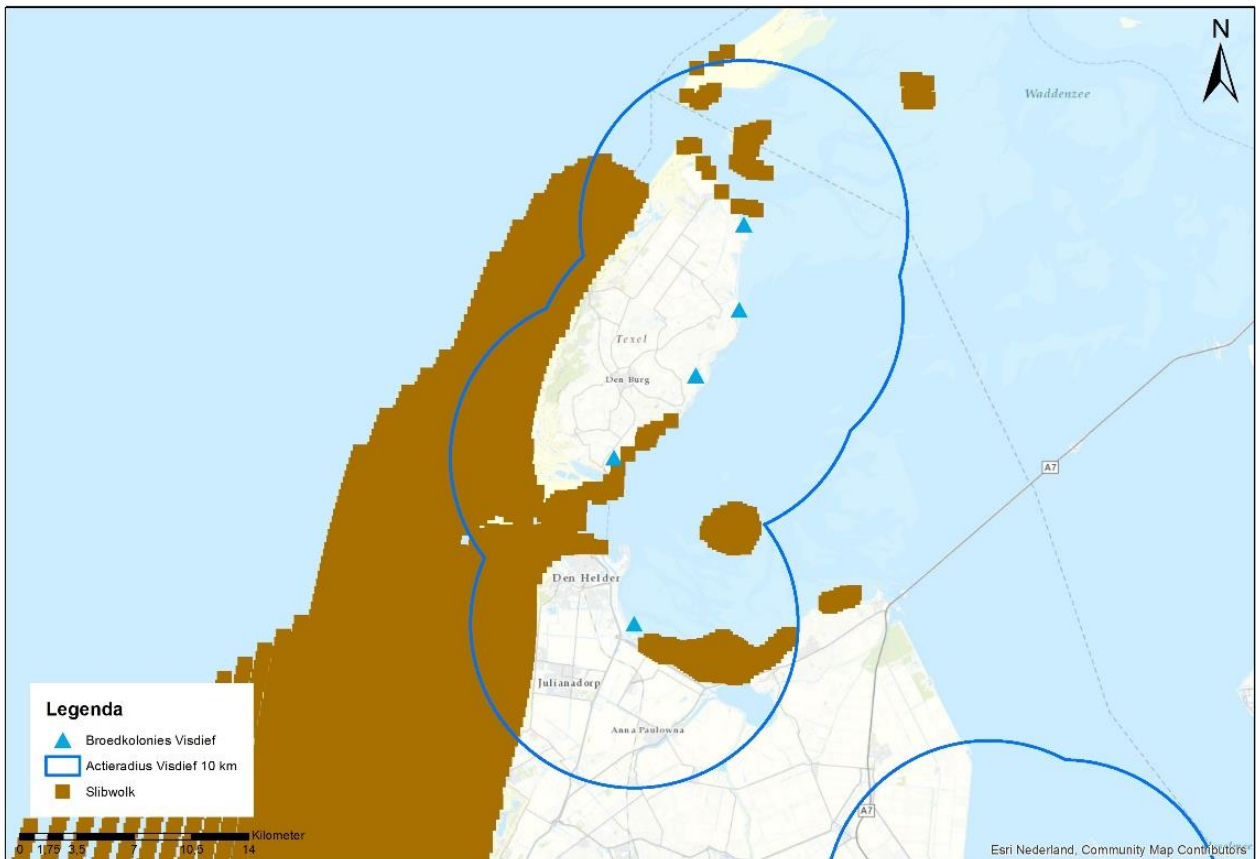 N
Waddenzee
Texel
Den Burg
A7
Den Helder
Julianadorp
Anna Paulowna
A7
Legenda
Broedkolonies Visdief
Actieradius Visdief 10 km
Slibwolk
0 1,75 3,5 7 10,5 14
Kilometer
Esri Nederland, Community Map Contributors